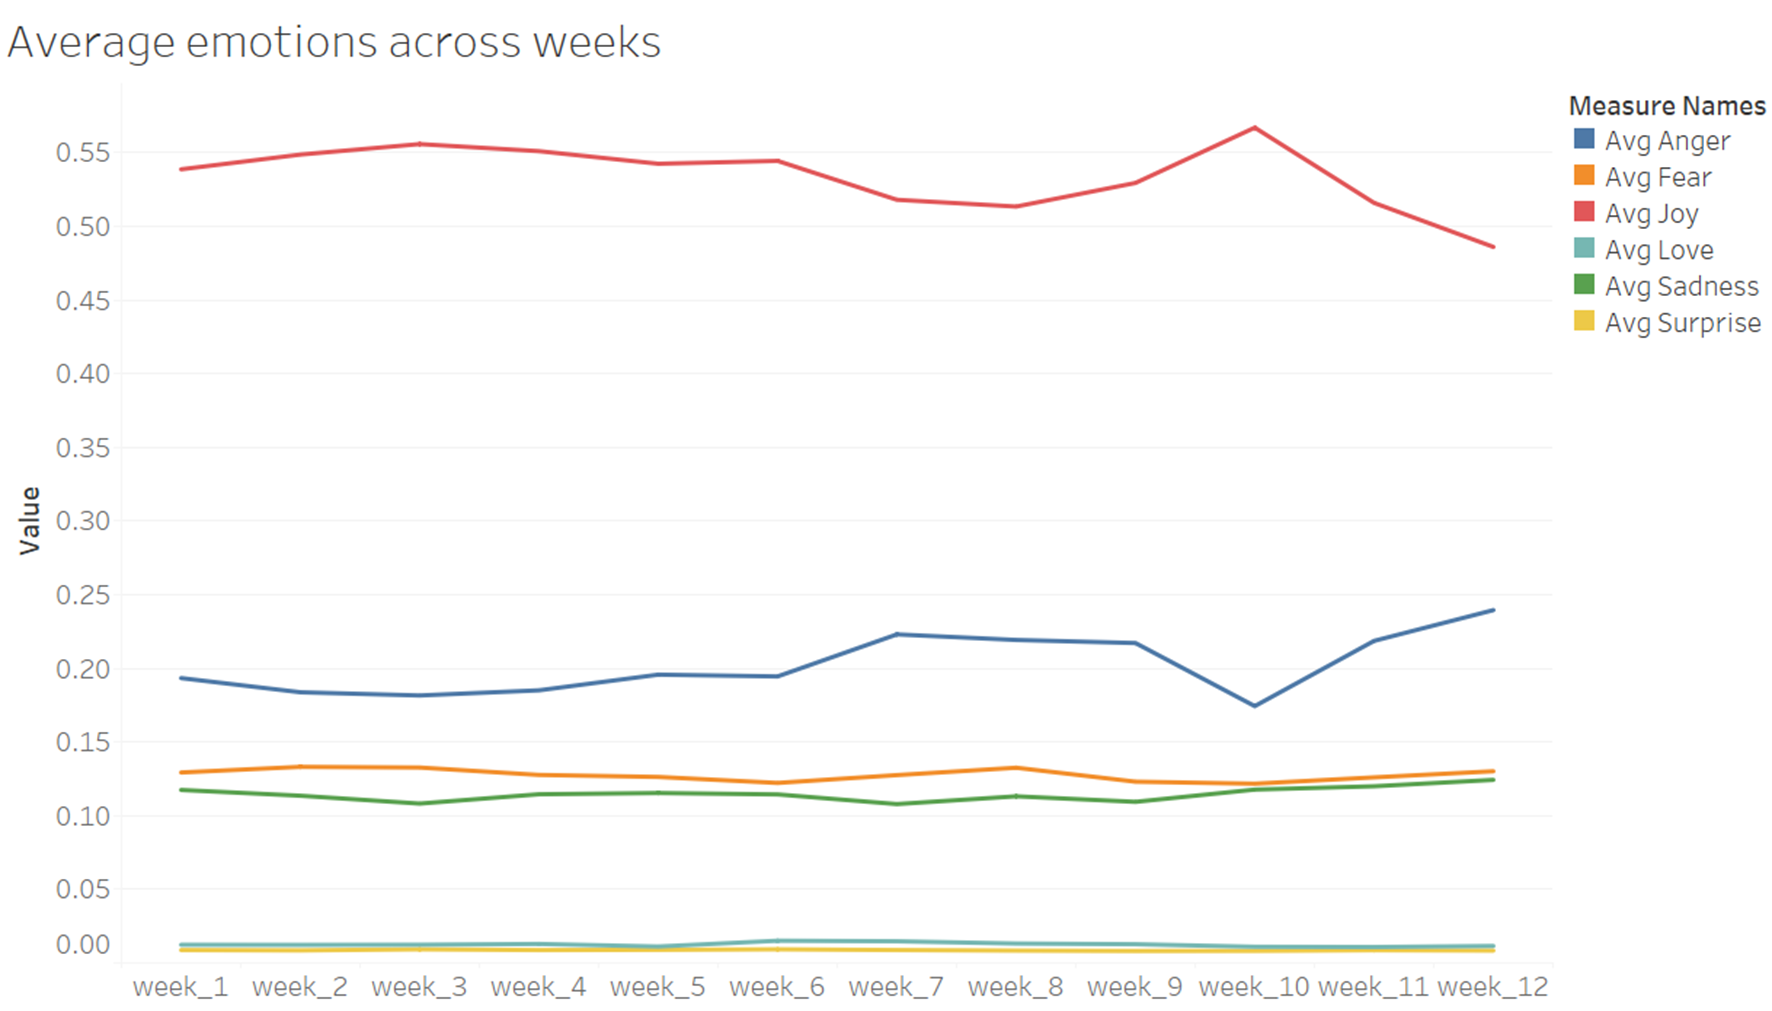 Average emotions across weeks
Measure Names
Avg Anger
Avg Fear
Avg Joy
Avg Love
Avg Sadness
Avg Surprise
Value
0.55
0.50
0.45
0.40
0.35
0.30
0.25
0.20
0.15
0.10
0.05
0.00
week_1 week_2 week_3 week_4 week_5 week_6 week_7 week_8 week_9 week_10 week_11 week_12